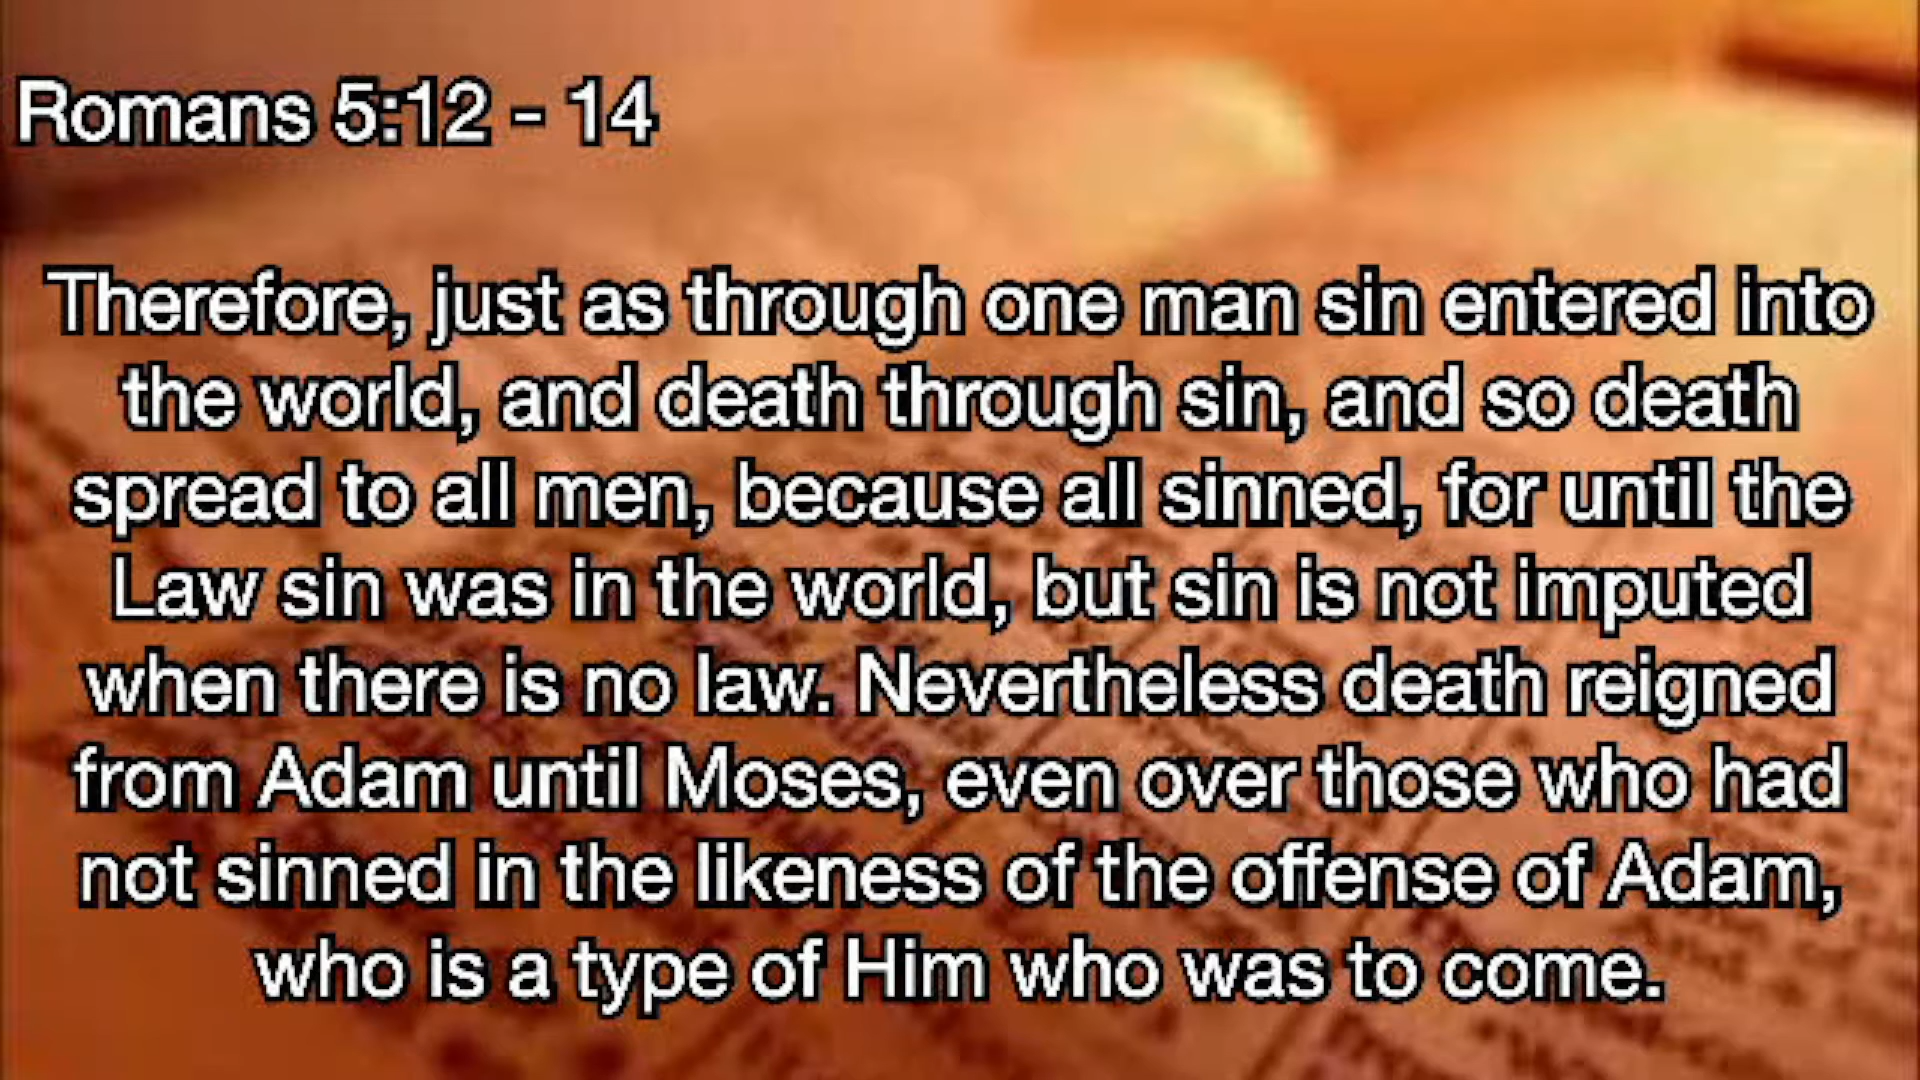 Romans 5:12 - 14
Therefore, just as through one man sin entered into
the world, and death through sin, and so death
spread to all men, because all sinned, for until the
Law sin was in the world, but sin is not imputed
when there is no law. Nevertheless death reigned
from Adam until Moses, even over those who had
not sinned in the likeness of the offense of Adam,
who is a type of Him who was to come.